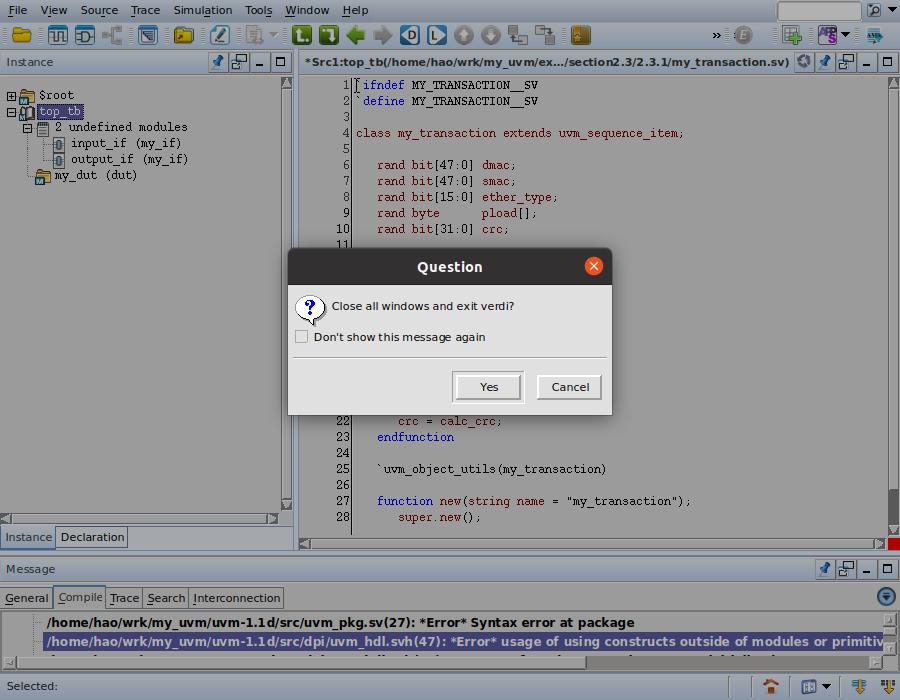 File View Source Trace Simulation Tools Window Help
Instance
*Src1:top_tb(/home/hao/wrk/my_uvm/ex.../section2.3/2.3.1/my_transaction.sv)
$root
top_tb
2 undefined modules
input_if (my_if)
output_if (my_if)
my_dut (dut)
1 `ifndef MY_TRANSACTION__SV
2 `define MY_TRANSACTION__SV
3
4 class my_transaction extends uvm_sequence_item;
5
6 rand bit[47:0] dmac;
7 rand bit[47:0] smac;
8 rand bit[15:0] ether_type;
9 rand byte pload[];
10 rand bit[31:0] crc;
11
Question
Close all windows and exit verdi?
Don't show this message again
Yes Cancel
22 crc = calc_crc;
23 endfunction
24
25 `uvm_object_utils(my_transaction)
26
27 function new(string name = "my_transaction");
28 super.new();
Instance Declaration
Message
General Compile Trace Search Interconnection
/home/hao/wrk/my_uvm/uvm-1.1d/src/uvm_pkg.sv(27): *Error* Syntax error at package
/home/hao/wrk/my_uvm/uvm-1.1d/src/dpi/uvm_hdl.svh(47): *Error* usage of using constructs outside of modules or primitiv
Selected: